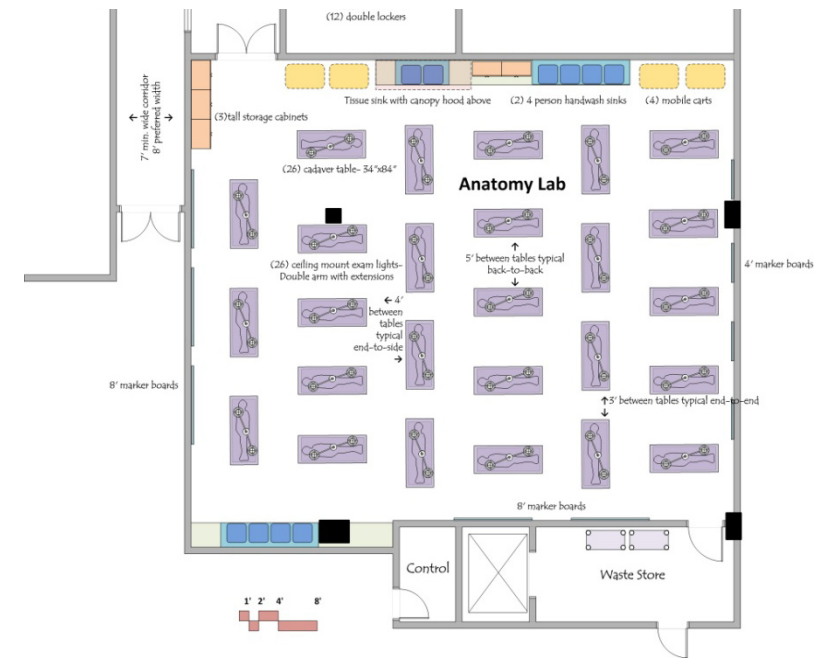 (12) double lockers
7' min. wide corridor
8' preferred width
(3)tall storage cabinets
Tissue sink with canopy hood above
(2) 4 person handwash sinks
(4) mobile carts
(26) cadaver table- 34"x84"
Anatomy Lab
(26) ceiling mount exam lights-
Double arm with extensions
5' between tables typical
back-to-back
4' marker boards
4'
between
tables
typical
end-to-side
8' marker boards
3' between tables typical end-to-end
8' marker boards
Control
Waste Store
1' 2' 4' 8'